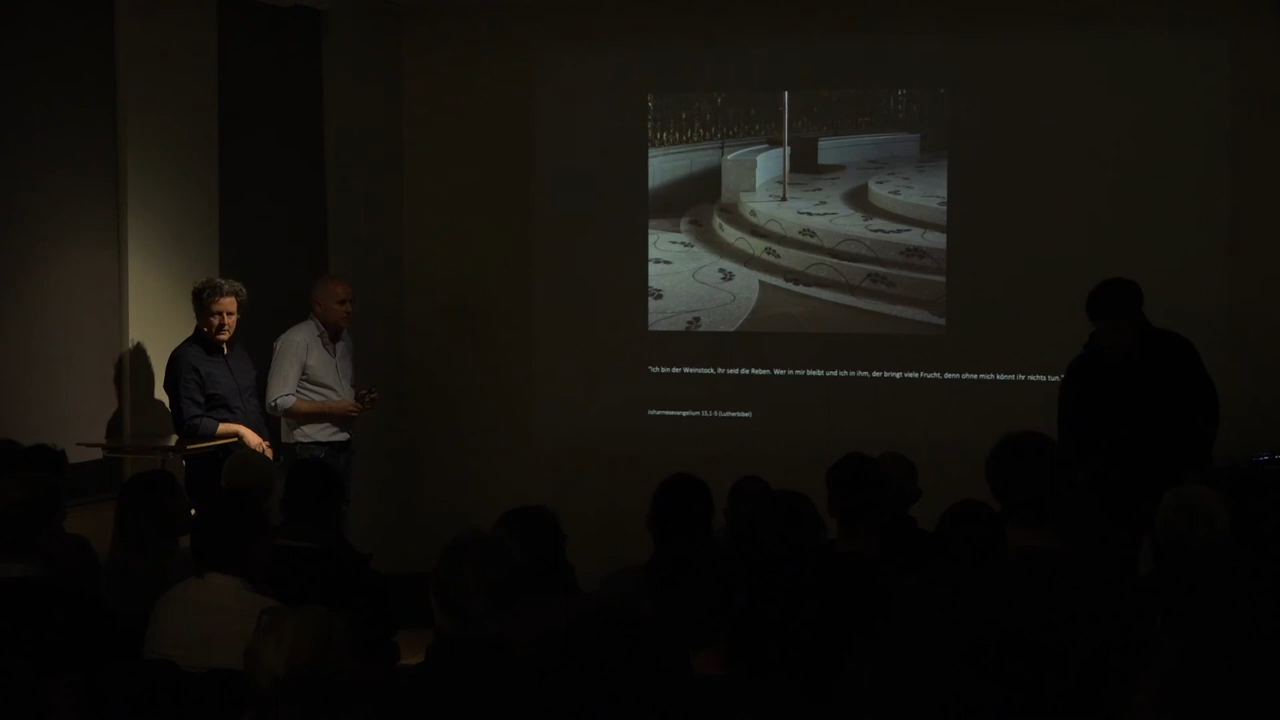 "Ich bin der Weinstock, ihr seid die Reben. Wer in mir bleibt und ich in ihm, der bringt viele Frucht, denn ohne mich könnt ihr nichts tun."
Johannesevangelium 15,1-5 (Lutherbibel)